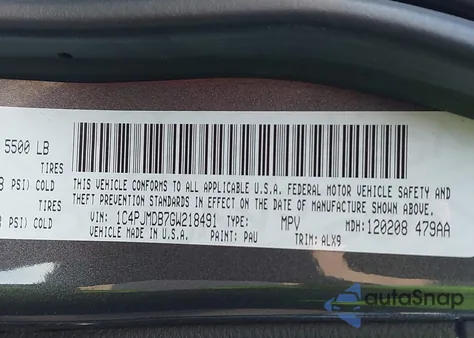 5500 LB
TIRES
PSI) COLD
THIS VEHICLE CONFORMS TO ALL APPLICABLE U.S.A. FEDERAL MOTOR VEHICLE SAFETY AND
TIRES
THEFT PREVENTION STANDARDS IN EFFECT ON THE DATE OF MANUFACTURE SHOWN ABOVE.
PSI) COLD
VIN: 1C4PJMDB7GW218491 TYPE: MPV MDH: 120208 479AA
VEHICLE MADE IN U.S.A. PAINT: PAU TRIM: ALX9
autoSnap